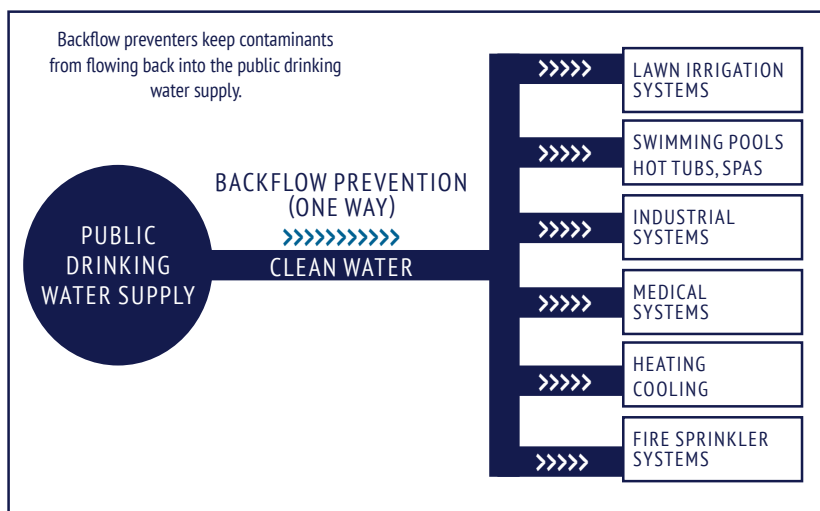 Backflow preventers keep contaminants
from flowing back into the public drinking
water supply.
BACKFLOW PREVENTION
(ONE WAY)
CLEAN WATER
PUBLIC
DRINKING
WATER SUPPLY
LAWN IRRIGATION
SYSTEMS
SWIMMING POOLS
HOT TUBS, SPAS
INDUSTRIAL
SYSTEMS
MEDICAL
SYSTEMS
HEATING
COOLING
FIRE SPRINKLER
SYSTEMS